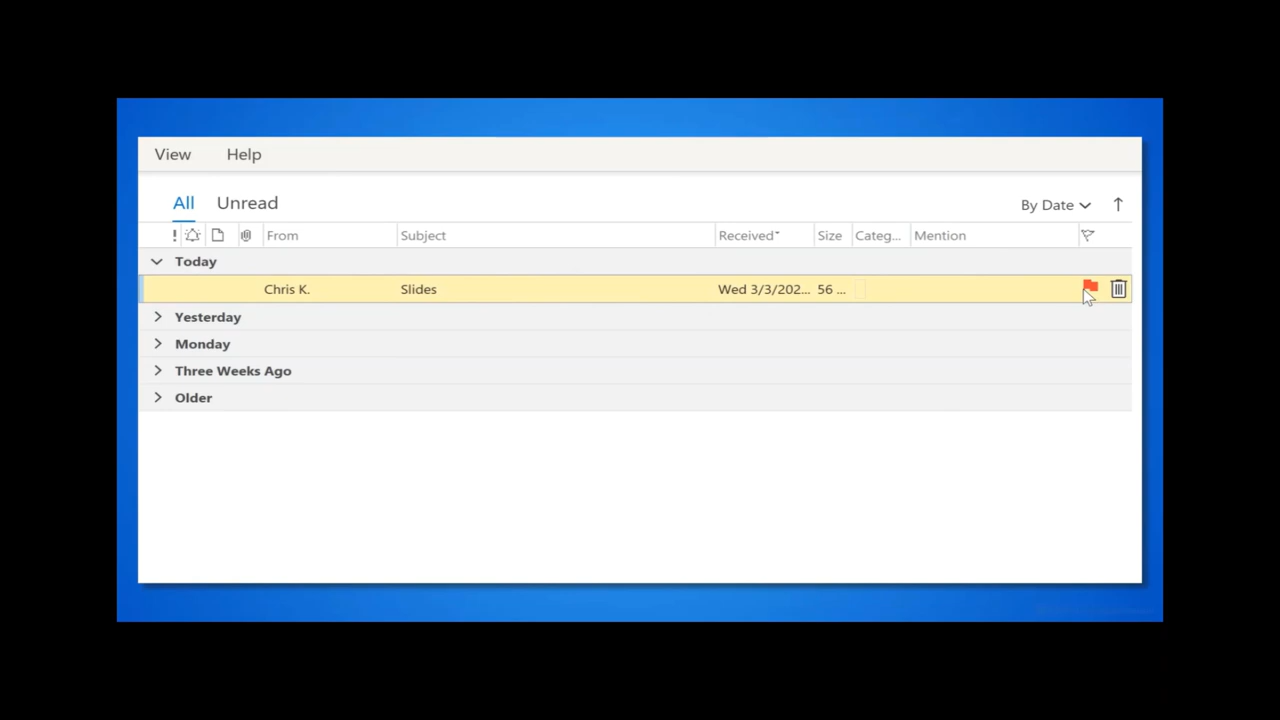 View Help
All Unread By Date
! From Subject Received Size Categ... Mention
Today
Chris K. Slides Wed 3/3/202... 56 ...
Yesterday
Monday
Three Weeks Ago
Older